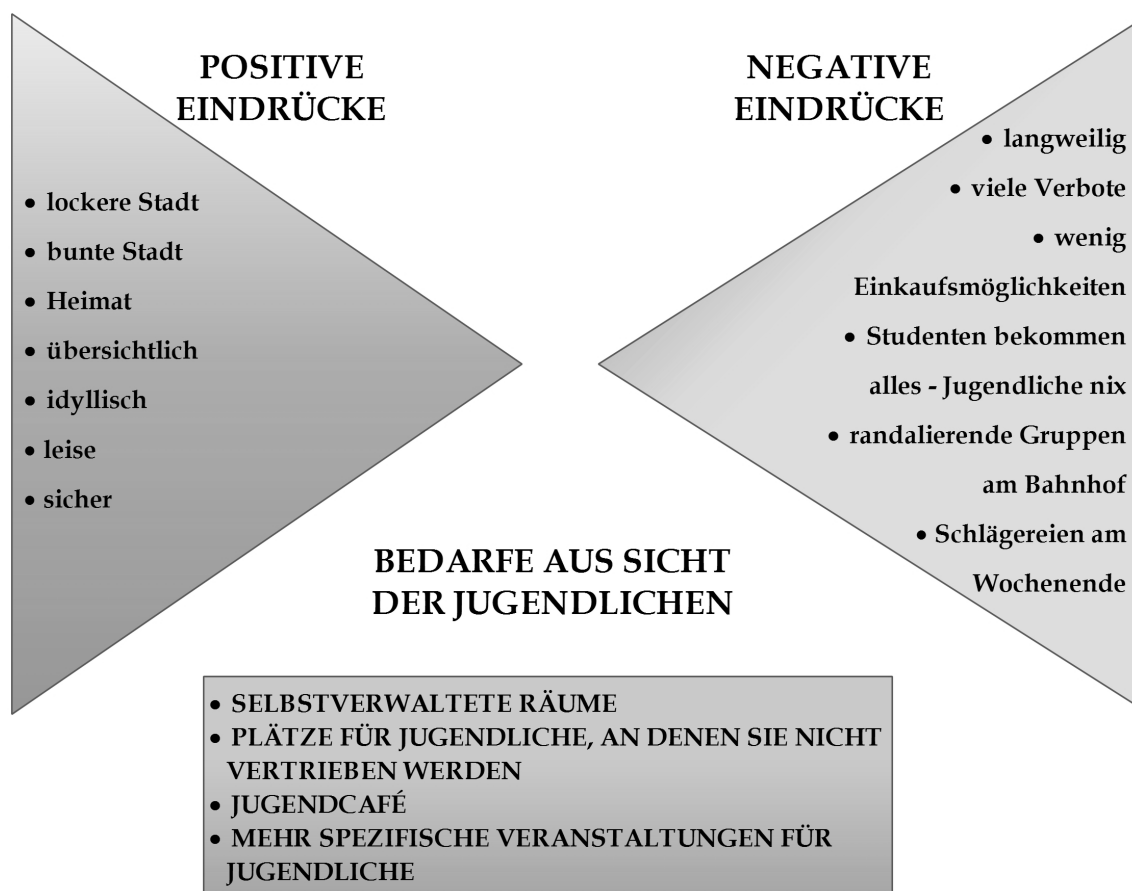 POSITIVE
EINDRÜCKE
• lockere Stadt
• bunte Stadt
• Heimat
• übersichtlich
• idyllisch
• leise
• sicher
NEGATIVE
EINDRÜCKE
• langweilig
• viele Verbote
• wenig
Einkaufsmöglichkeiten
• Studenten bekommen
alles - Jugendliche nix
• randalierende Gruppen
am Bahnhof
• Schlägereien am
Wochenende
BEDARFE AUS SICHT
DER JUGENDLICHEN
• SELBSTVERWALTETE RÄUME
• PLÄTZE FÜR JUGENDLICHE, AN DENEN SIE NICHT
VERTRIEBEN WERDEN
• JUGENDCAFÉ
• MEHR SPEZIFISCHE VERANSTALTUNGEN FÜR
JUGENDLICHE